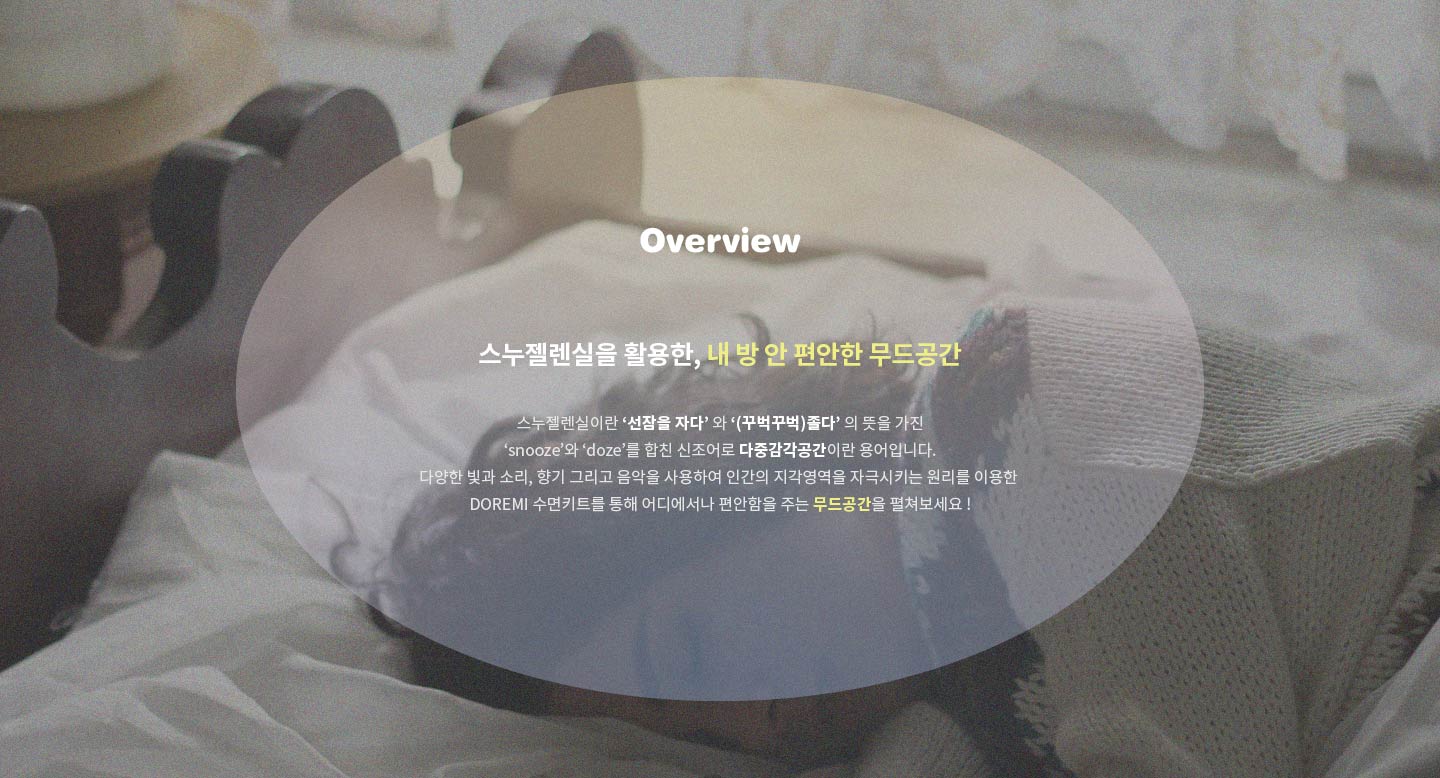 Overview
스누젤렌실을 활용한, 내 방 안 편안한 무드공간
스누젤렌실이란 ‘선잠을 자다’ 와 ‘(꾸벅꾸벅)졸다’ 의 뜻을 가진
‘snooze’와 ‘doze’를 합친 신조어로 다중감각공간이란 용어입니다.
다양한 빛과 소리, 향기 그리고 음악을 사용하여 인간의 지각영역을 자극시키는 원리를 이용한
DOREMI 수면키트를 통해 어디에서나 편안함을 주는 무드공간을 펼쳐보세요 !